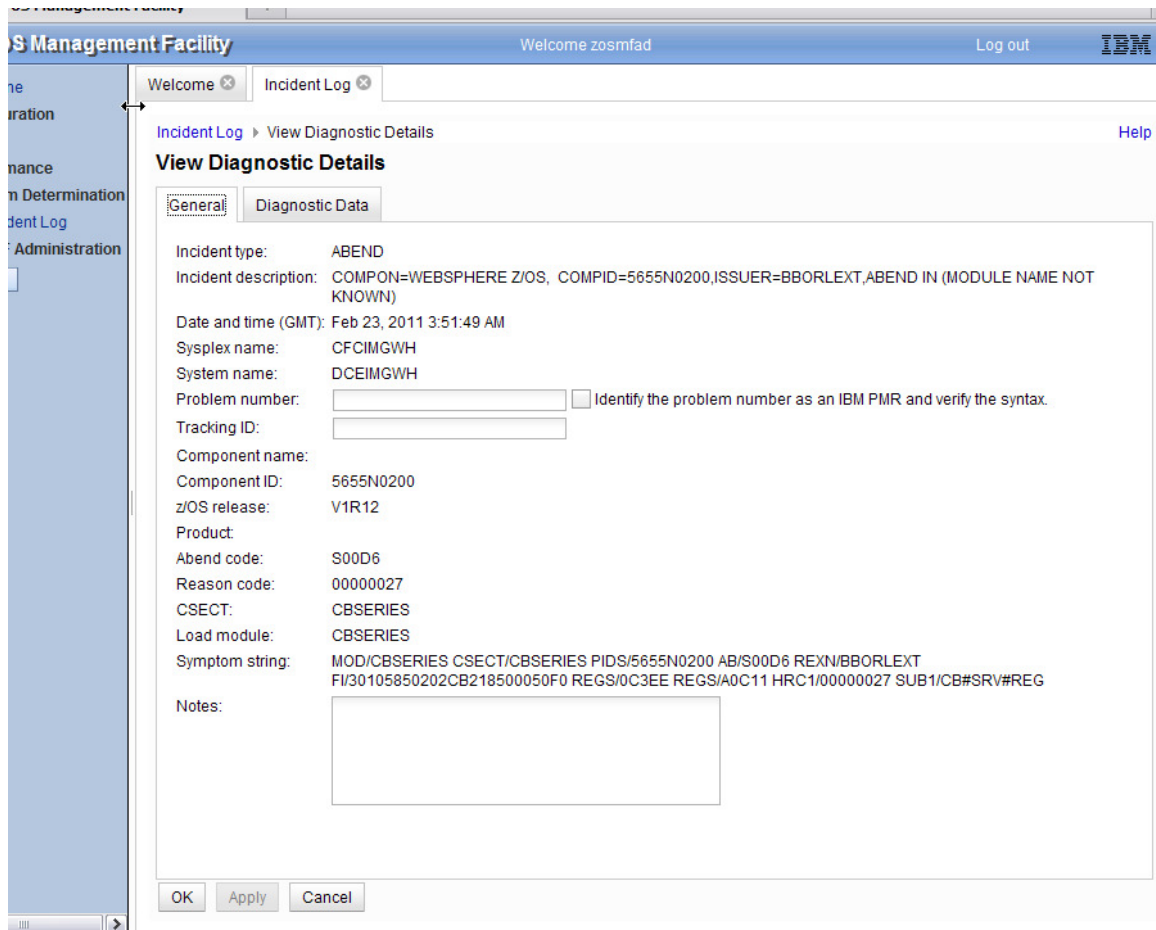 OS Management Facility
Welcome zosmfad
Log out
IBM
Welcome
Incident Log
Incident Log
View Diagnostic Details
Help
View Diagnostic Details
General
Diagnostic Data
Determination
Log
Administration
Incident type: ABEND
Incident description: COMPON=WEBSPHERE Z/OS, COMPID=5655N0200,ISSUER=BBORLEXT,ABEND IN (MODULE NAME NOT
KNOWN)
Date and time (GMT): Feb 23, 2011 3:51:49 AM
Sysplex name: CFCIMGWH
System name: DCEIMGWH
Problem number:
Identify the problem number as an IBM PMR and verify the syntax.
Tracking ID:
Component name:
Component ID: 5655N0200
z/OS release: V1R12
Product:
Abend code: S00D6
Reason code: 00000027
CSECT: CBSERIES
Load module: CBSERIES
Symptom string: MOD/CBSERIES CSECT/CBSERIES PIDS/5655N0200 AB/S00D6 REXN/BBORLEXT
FI/30105850202CB218500050F0 REGS/0C3EE REGS/A0C11 HRC1/00000027 SUB1/CB#SRV#REG
Notes:
OK
Apply
Cancel